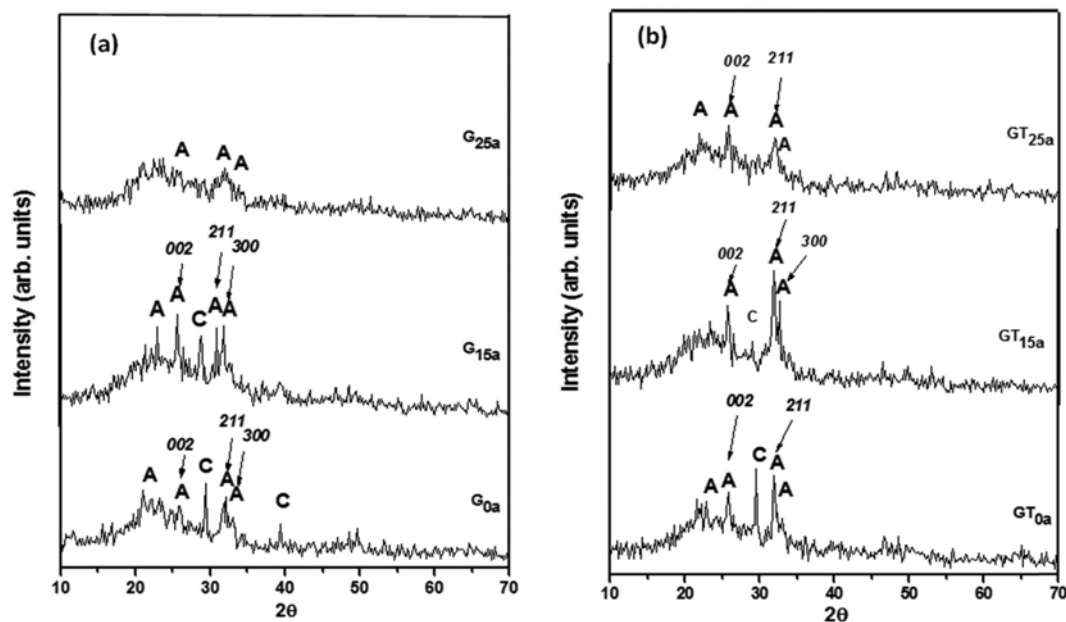 (a)
G25a
A A A
002 211 300
A A C A A
G15a
002 211 300
A A C A A C
G0a
Intensity (arb. units)
10 20 30 40 50 60 70
2θ
(b)
002 211
A A A A
GT25a
211
002 300
A C A A
GT15a
002 211
A A C A A
GT0a
Intensity (arb. units)
10 20 30 40 50 60 70
2θ